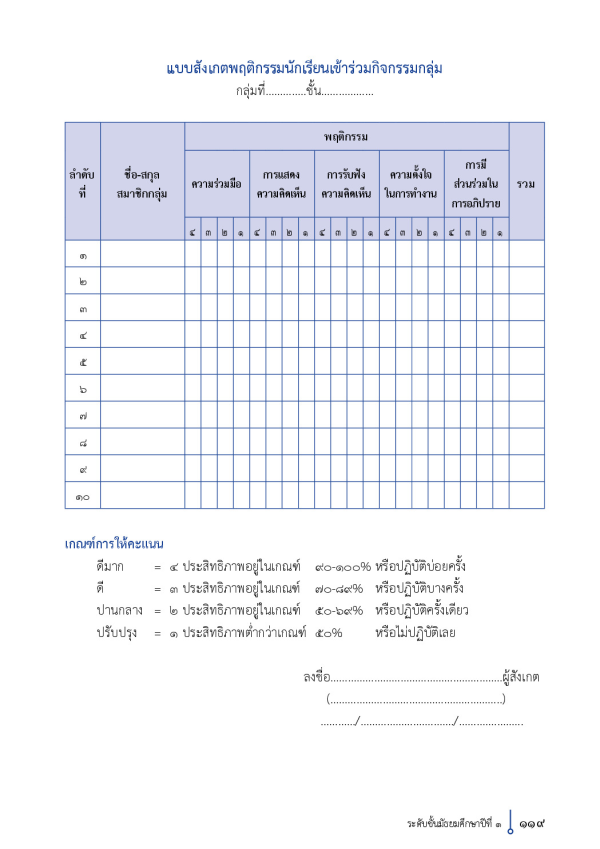 แบบสังเกตพฤติกรรมนักเรียนเข้าร่วมกิจกรรมกลุ่ม
กลุ่มที่..............ชั้น..................
พฤติกรรม
ลำดับ
ที่
ชื่อ-สกุล
สมาชิกกลุ่ม
ความร่วมมือ
การแสดง
ความคิดเห็น
การรับฟัง
ความคิดเห็น
ความตั้งใจ
ในการทำงาน
การมี
ส่วนร่วมใน
การอภิปราย
รวม
๔ ๓ ๒ ๑ ๔ ๓ ๒ ๑ ๔ ๓ ๒ ๑ ๔ ๓ ๒ ๑ ๔ ๓ ๒ ๑
๑
๒
๓
๔
๕
๖
๗
๘
๙
๑๐
เกณฑ์การให้คะแนน
ดีมาก = ๔ ประสิทธิภาพอยู่ในเกณฑ์ ๙๐-๑๐๐% หรือปฏิบัติบ่อยครั้ง
ดี = ๓ ประสิทธิภาพอยู่ในเกณฑ์ ๗๐-๘๙% หรือปฏิบัติบางครั้ง
ปานกลาง = ๒ ประสิทธิภาพอยู่ในเกณฑ์ ๕๐-๖๙% หรือปฏิบัติครั้งเดียว
ปรับปรุง = ๑ ประสิทธิภาพต่ำกว่าเกณฑ์ ๕๐% หรือไม่ปฏิบัติเลย
ลงชื่อ...........................................................ผู้สังเกต
(...........................................................)
............/................................/......................
ระดับชั้นมัธยมศึกษาปีที่ ๑ ๑๑๙